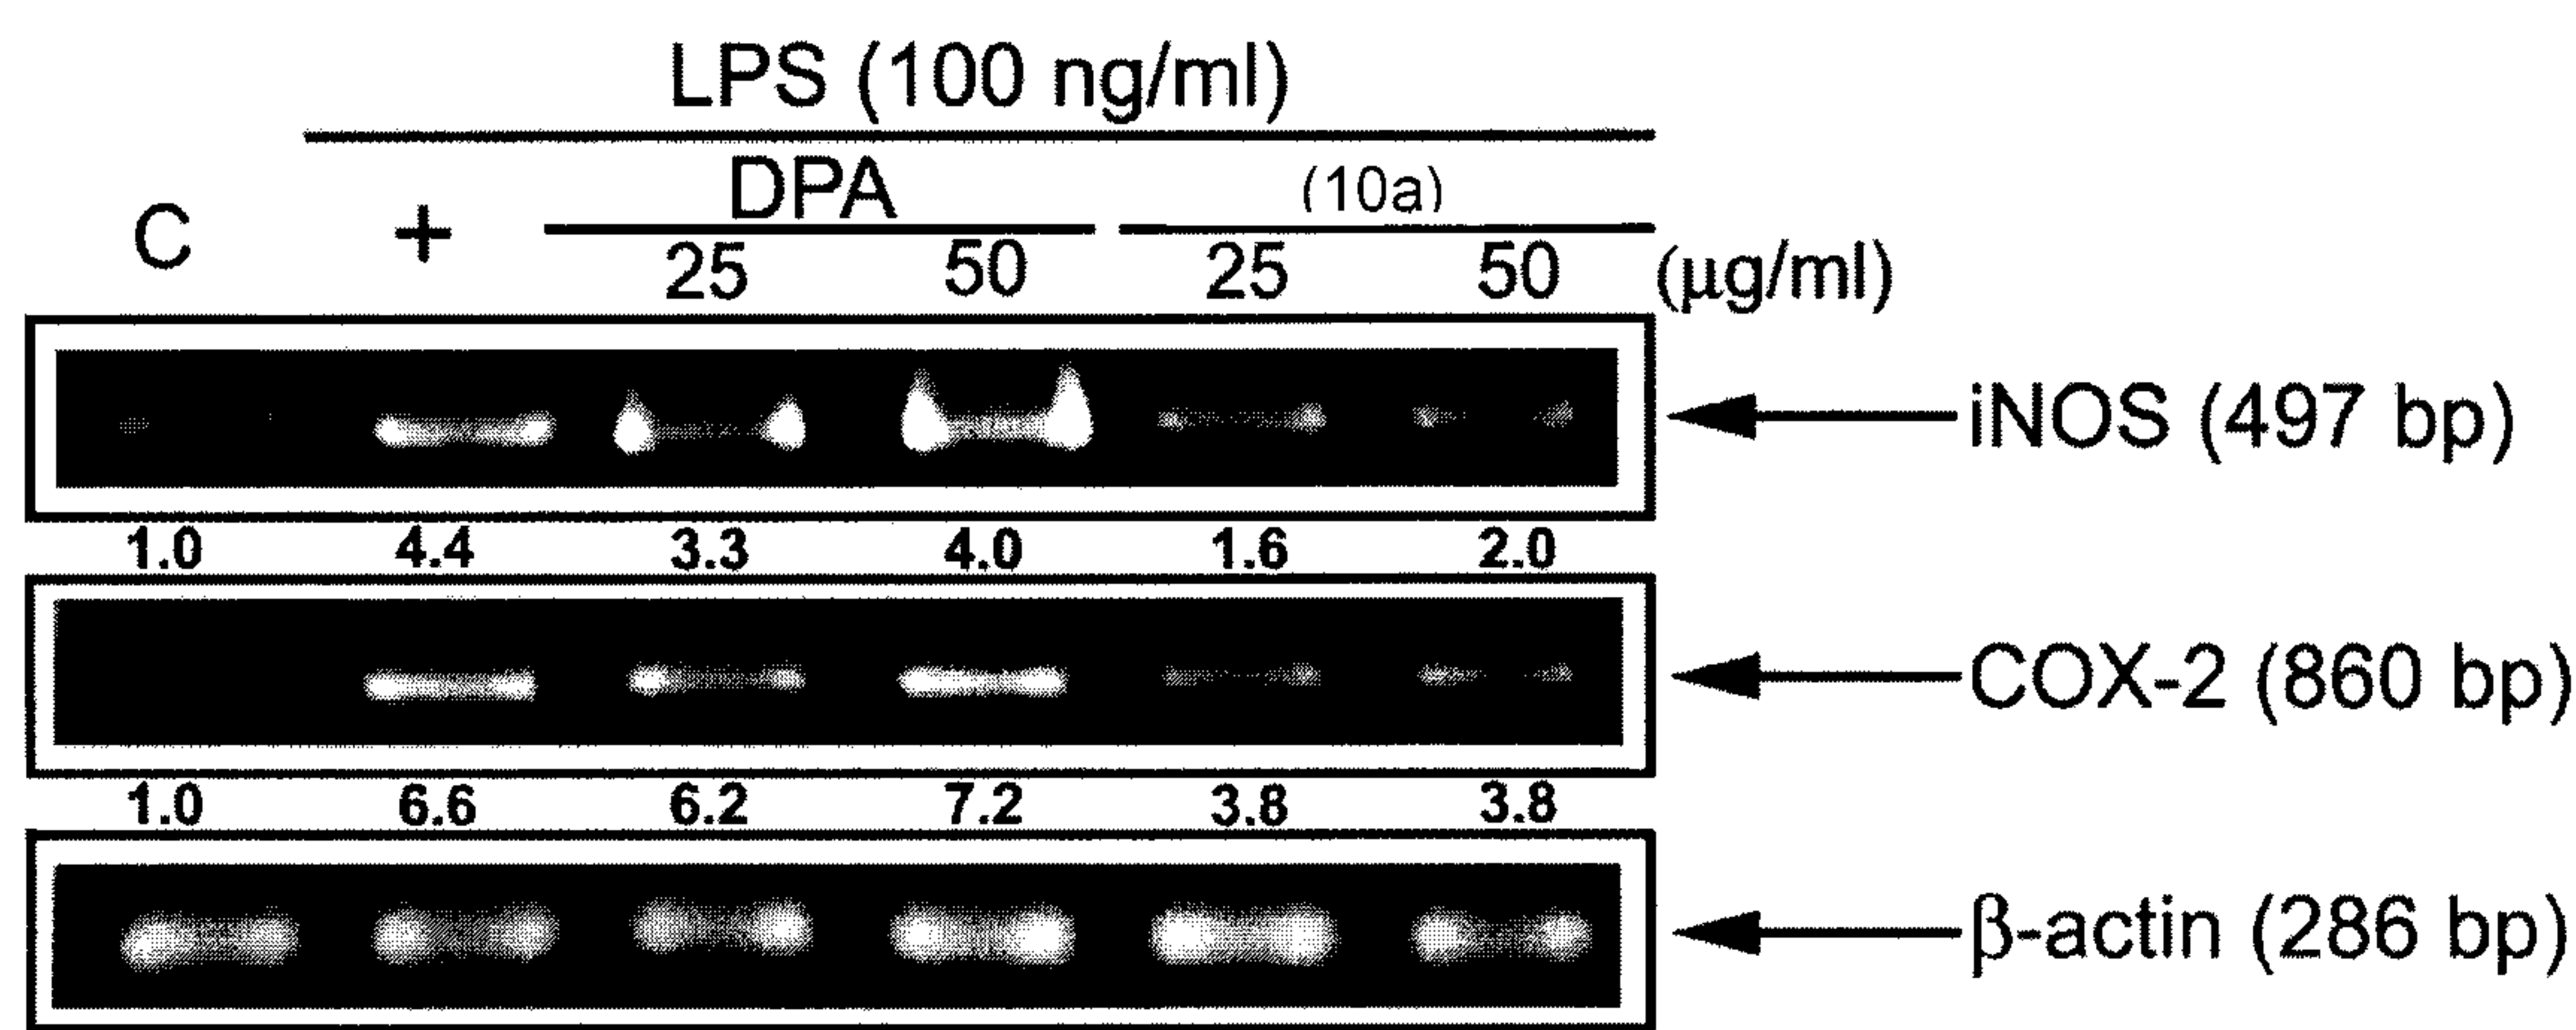 LPS (100 ng/ml)
DPA (10a)
C + 25 50 25 50 (μg/ml)
iNOS (497 bp)
1.0 4.4 3.3 4.0 1.6 2.0
COX-2 (860 bp)
1.0 6.6 6.2 7.2 3.8 3.8
β-actin (286 bp)